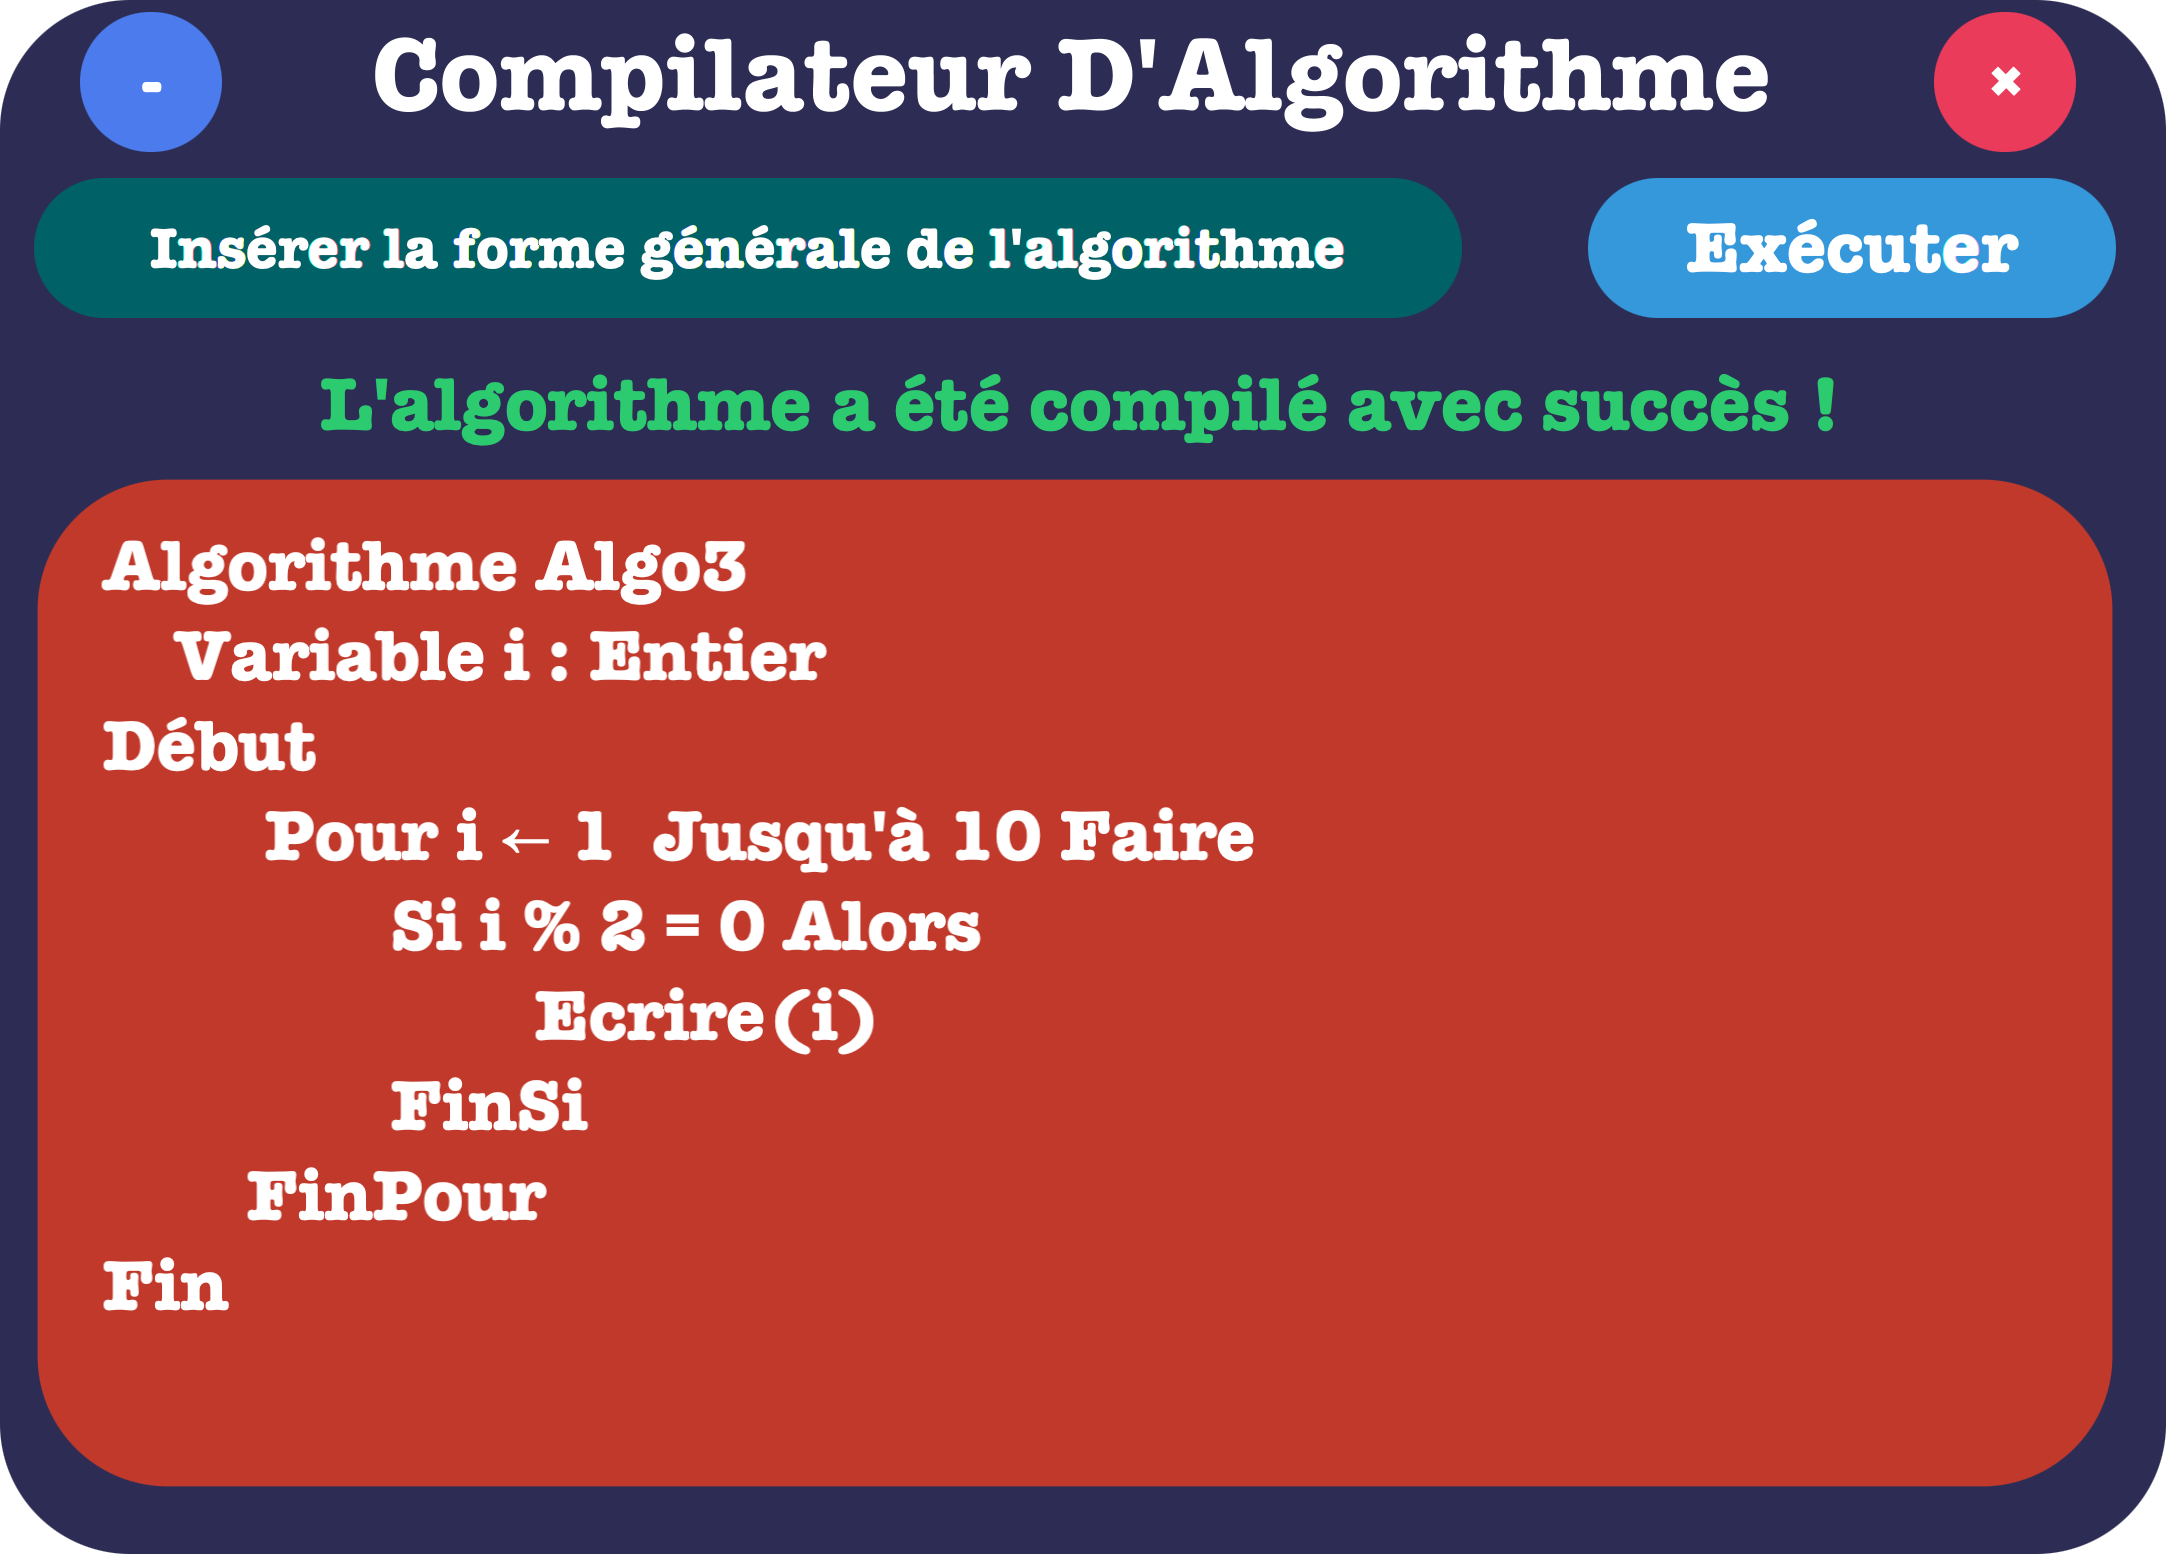 -
Compilateur D'Algorithme
×
Insérer la forme générale de l'algorithme
Exécuter
L'algorithme a été compilé avec succès !
Algorithme Algo3
Variable i : Entier
Début
Pour i ← 1 Jusqu'à 10 Faire
Si i % 2 = 0 Alors
Ecrire(i)
FinSi
FinPour
Fin